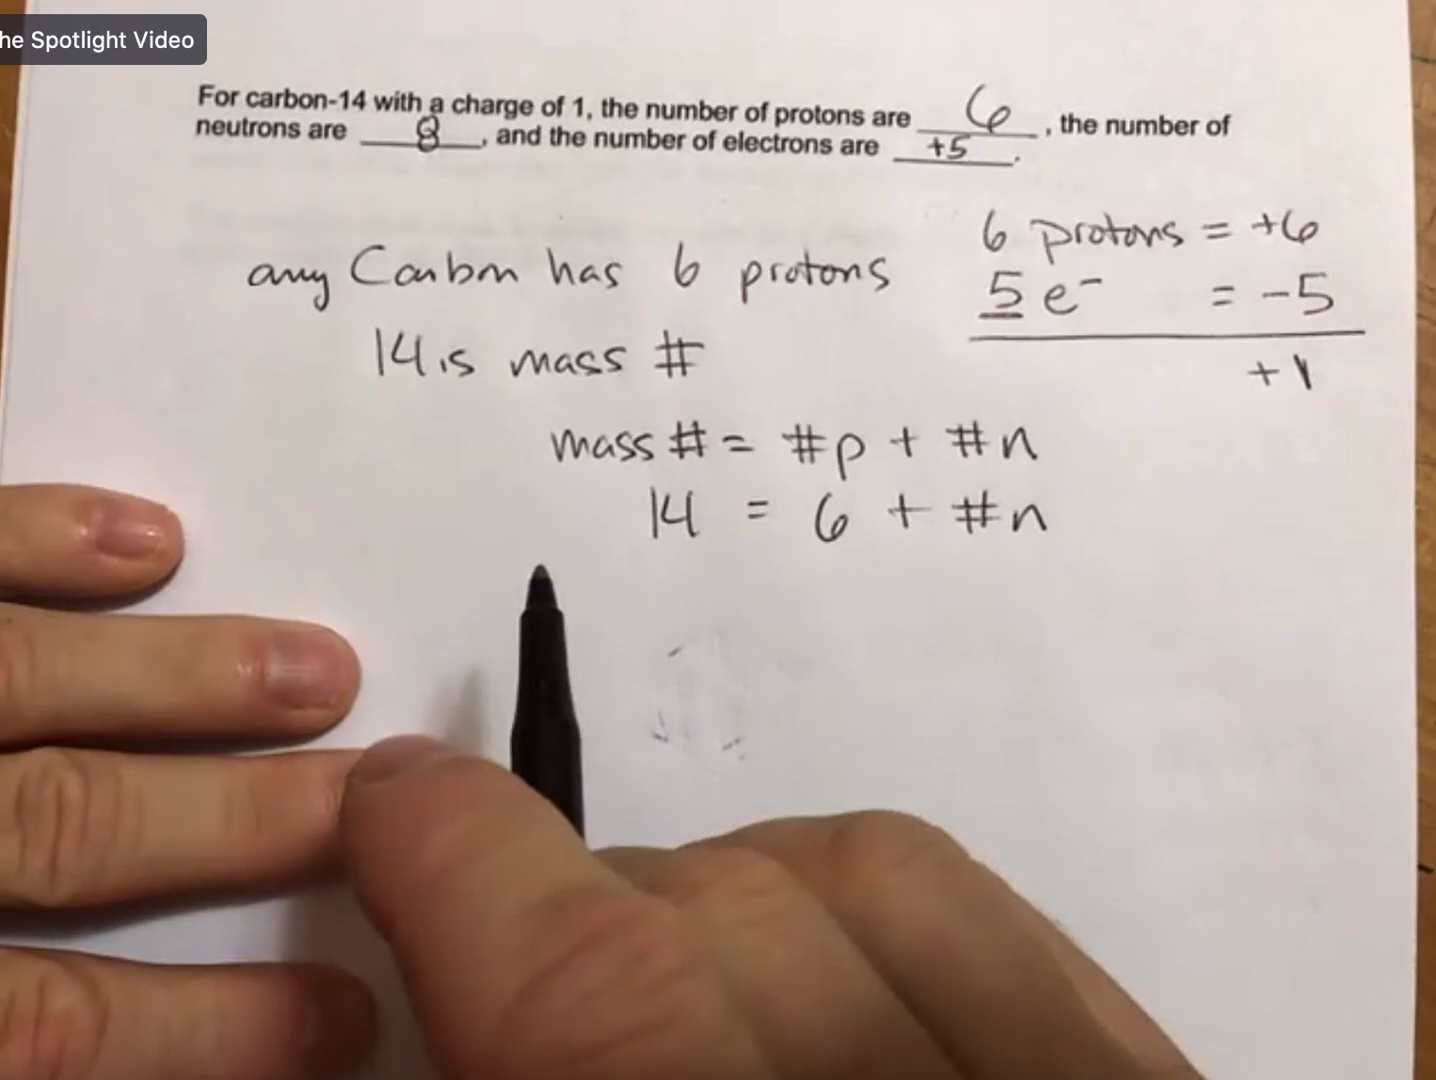 he Spotlight Video
For carbon-14 with a charge of 1, the number of protons are 6, the number of
neutrons are 8, and the number of electrons are +5.
6 protons = +6
any Carbon has 6 protons
5 e⁻ = -5
14 is mass #
+1
mass # = #p + #n
14 = 6 + #n